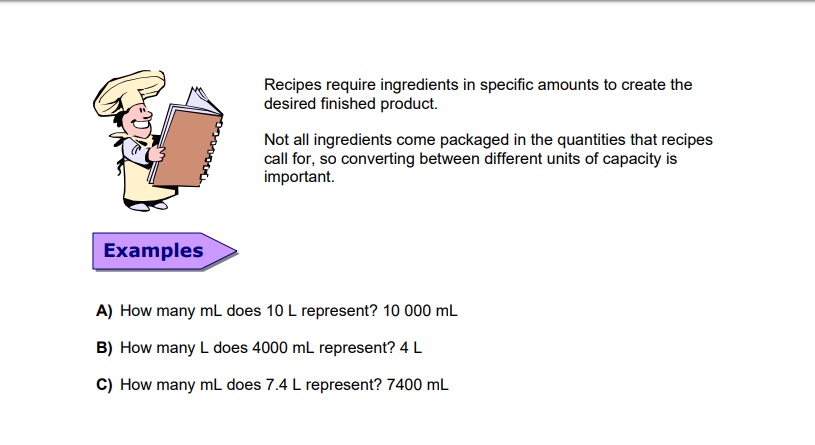 Recipes require ingredients in specific amounts to create the
desired finished product.
Not all ingredients come packaged in the quantities that recipes
call for, so converting between different units of capacity is
important.
Examples
A) How many mL does 10 L represent? 10 000 mL
B) How many L does 4000 mL represent? 4 L
C) How many mL does 7.4 L represent? 7400 mL